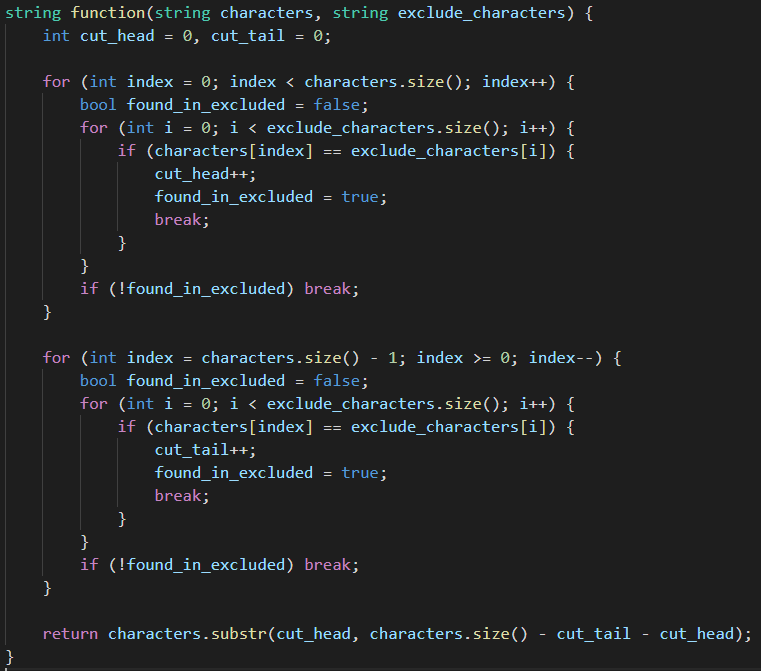 string function(string characters, string exclude_characters) {
    int cut_head = 0, cut_tail = 0;

    for (int index = 0; index < characters.size(); index++) {
        bool found_in_excluded = false;
        for (int i = 0; i < exclude_characters.size(); i++) {
            if (characters[index] == exclude_characters[i]) {
                cut_head++;
                found_in_excluded = true;
                break;
            }
        }
        if (!found_in_excluded) break;
    }

    for (int index = characters.size() - 1; index >= 0; index--) {
        bool found_in_excluded = false;
        for (int i = 0; i < exclude_characters.size(); i++) {
            if (characters[index] == exclude_characters[i]) {
                cut_tail++;
                found_in_excluded = true;
                break;
            }
        }
        if (!found_in_excluded) break;
    }

    return characters.substr(cut_head, characters.size() - cut_tail - cut_head);
}